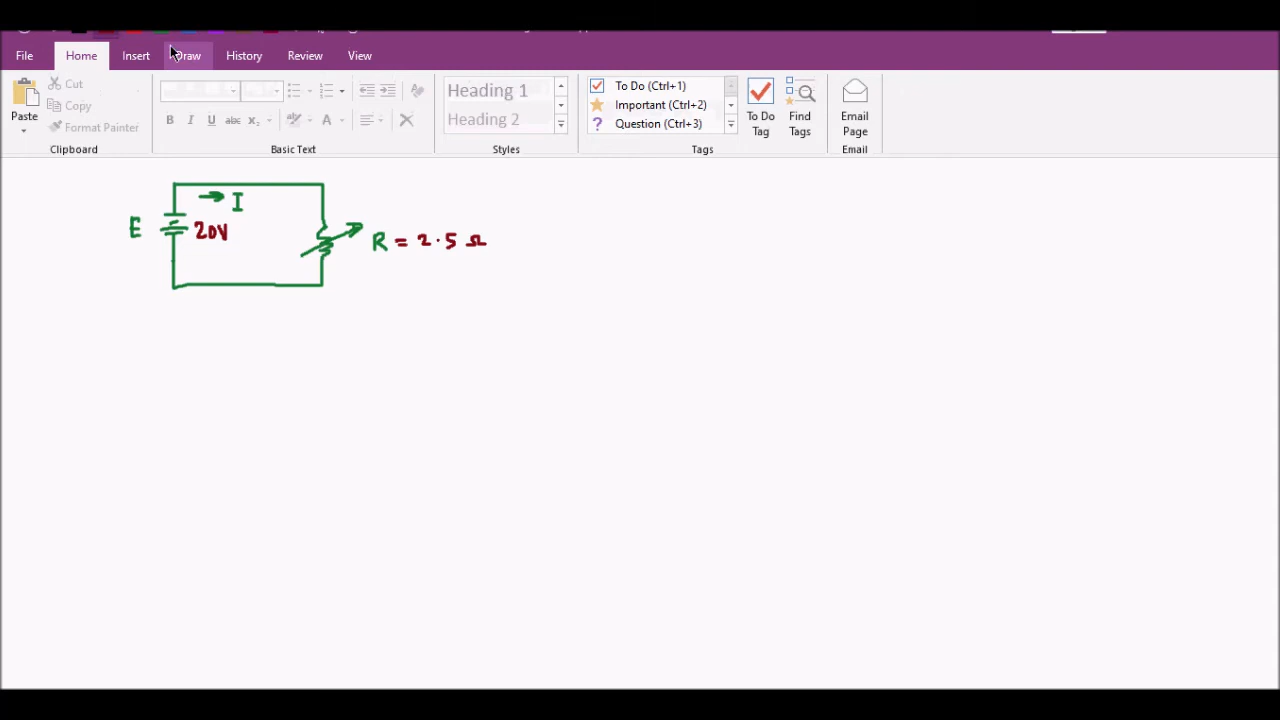 File Home Insert Draw History Review View
Paste
Cut
Copy
Format Painter
Clipboard
B I U abc x₂ A
Basic Text
Heading 1
Heading 2
Styles
To Do (Ctrl+1)
Important (Ctrl+2)
Question (Ctrl+3)
To Do Tag
Find Tags
Tags
Email Page
Email
I
E
20V
R = 2.5 Ω